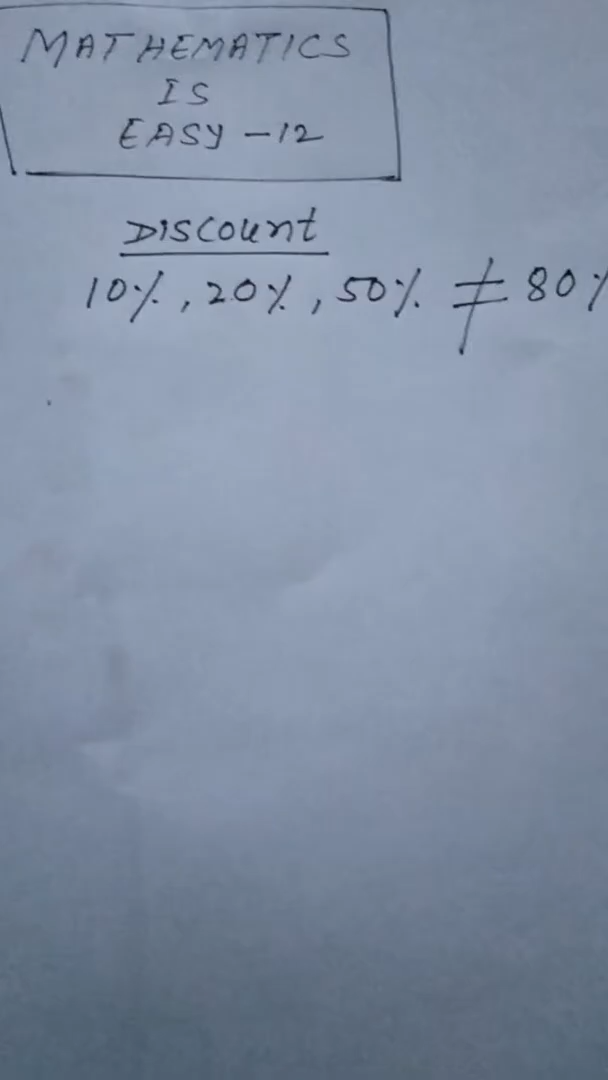 MATHEMATICS
IS
EASY -12
DISCOUNT
10%, 20%, 50% ≠ 80%